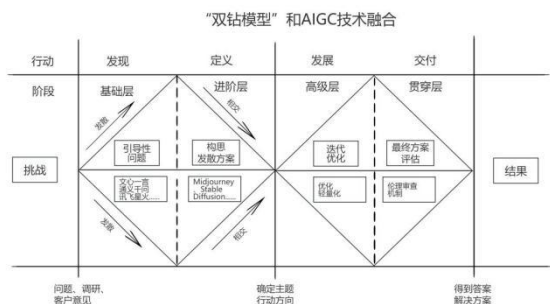 “双钻模型”和AIGC技术融合
行动 发现 定义 发展 交付
阶段 基础层 进阶层 高级层 贯穿层
发散 相交
引导性
问题
构思
发散方案
迭代
优化
最终方案
评估
挑战
结果
文心一言
通义千问
讯飞星火.....
Midjourney
、Stable
Diffusion.....
优化
轻量化
伦理审查
机制
发散 相交
问题、调研、
客户意见
确定主题
行动方向
得到答案
解决方案